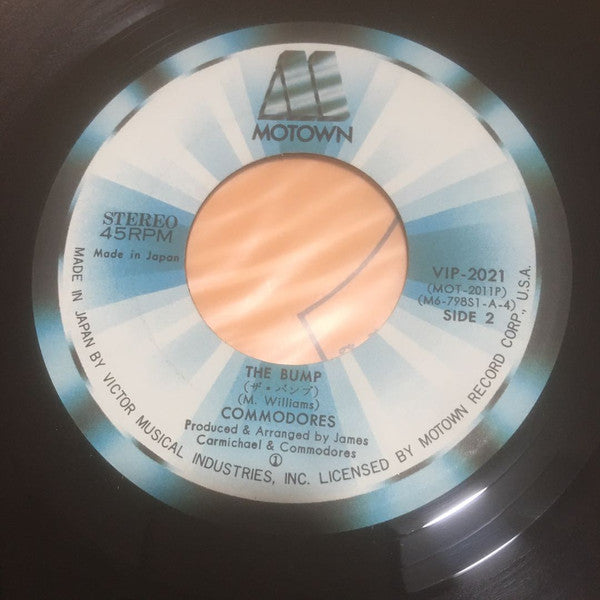 MOTOWN
STEREO
45RPM
Made in Japan
VIP-2021
(MOT-2011P)
(M6-798S1-A-4)
SIDE 2
THE BUMP
(ザ・バンプ)
(M. Williams)
COMMODORES
Produced & Arranged by James
Carmichael & Commodores
①
MADE IN JAPAN BY VICTOR MUSICAL INDUSTRIES, INC. LICENSED BY MOTOWN RECORD CORP., U.S.A.